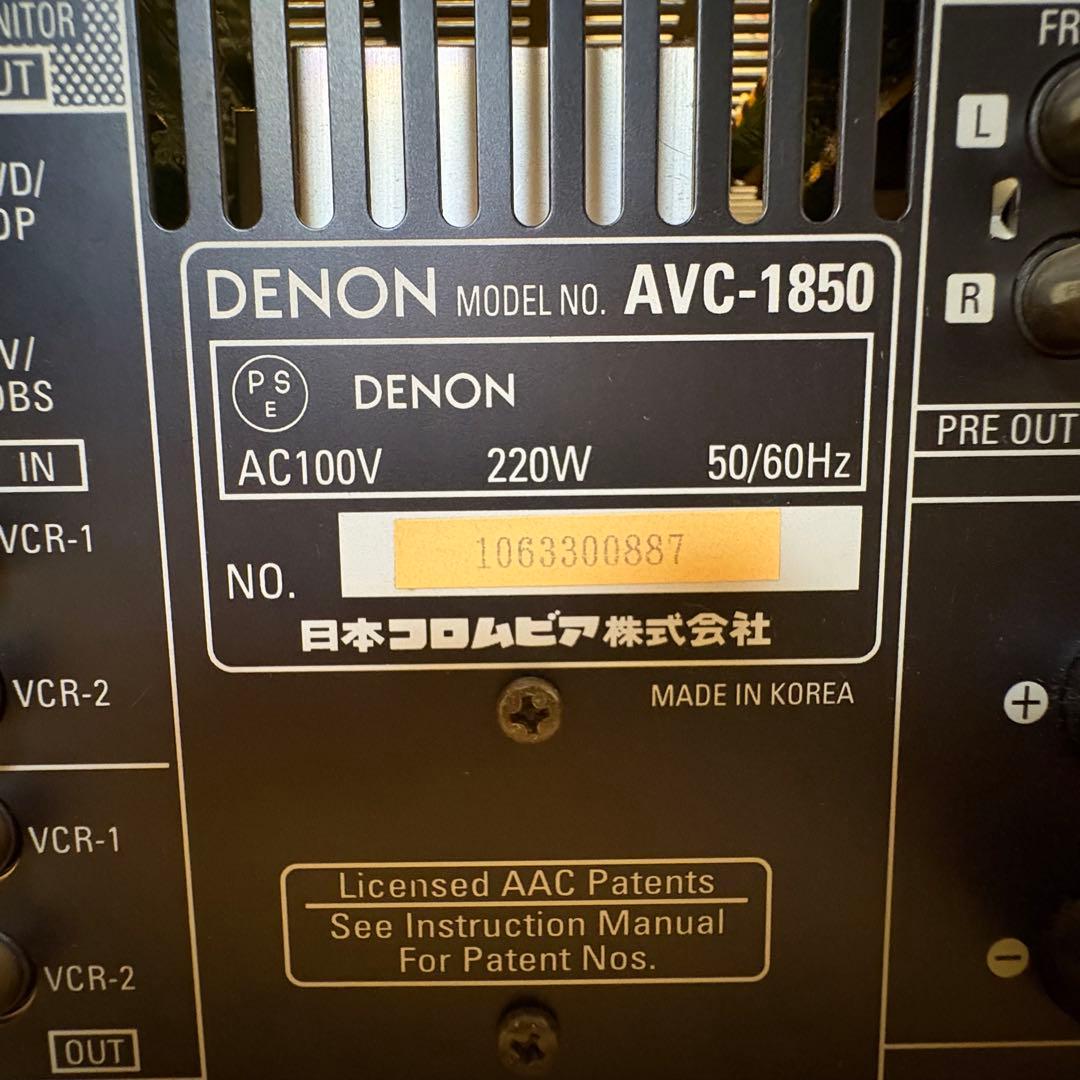 NITOR
UT
VD/
DP
V/
DBS
IN
VCR-1
VCR-2
VCR-1
VCR-2
OUT
DENON MODEL NO. AVC-1850
PSE DENON
AC100V 220W 50/60Hz
NO. 1063300887
日本コロムビア株式会社
MADE IN KOREA
Licensed AAC Patents
See Instruction Manual
For Patent Nos.
FR
L
R
PRE OUT
+
−